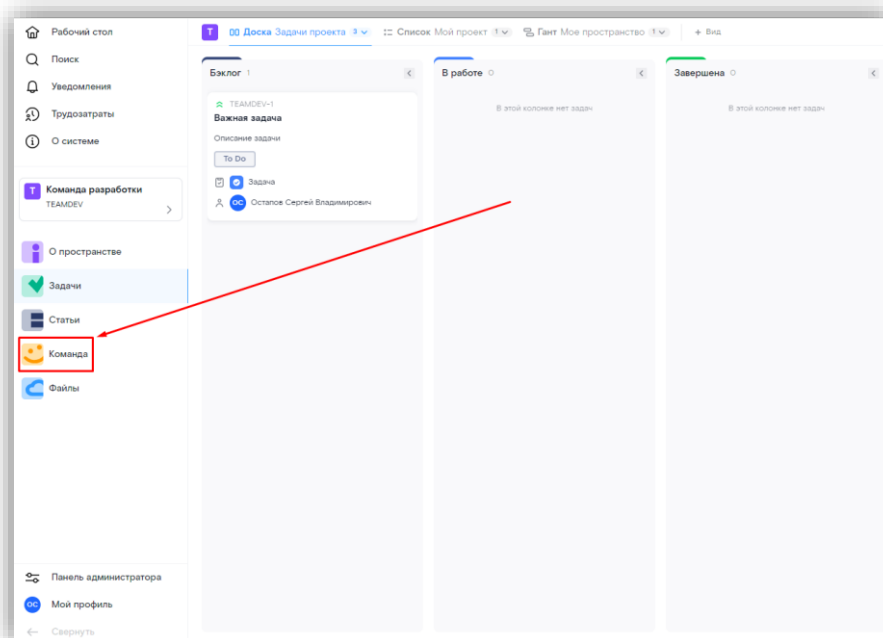 Рабочий стол
Поиск
Уведомления
Трудозатраты
О системе
T Команда разработки
TEAMDEV
О пространстве
Задачи
Статьи
Команда
Файлы
Панель администратора
ОС Мой профиль
Свернуть
T Доска Задачи проекта 3 Список Мой проект 1 Гант Мое пространство 1 + Вид
Бэклог 1
TEAMDEV-1
Важная задача
Описание задачи
To Do
Задача
ОС Остапов Сергей Владимирович
В работе 0
В этой колонке нет задач
Завершена 0
В этой колонке нет задач